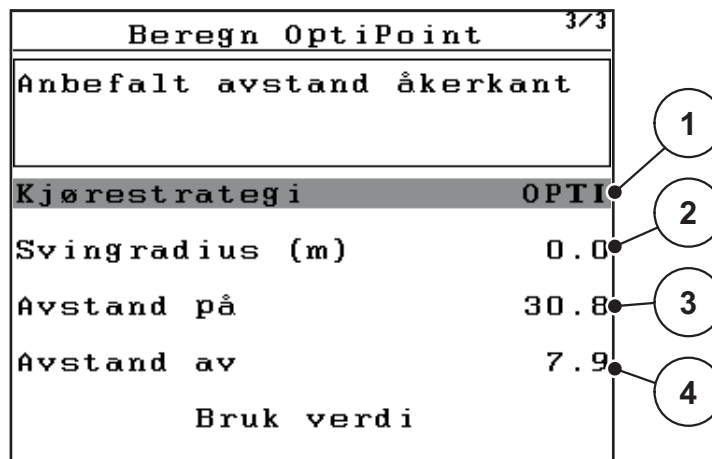 Beregn OptiPoint 3/3
Anbefalt avstand åkerkant
Kjørestrategi OPTI 1
Svingradius (m) 0.0 2
Avstand på 30.8 3
Avstand av 7.9 4
Bruk verdi